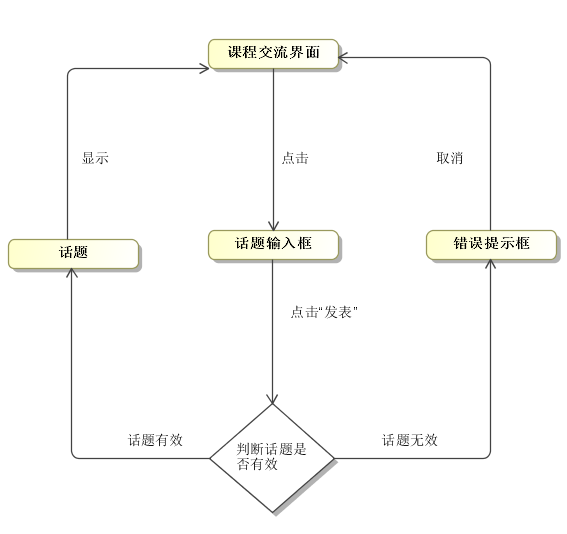 课程交流界面
显示
点击
取消
话题
话题输入框
错误提示框
点击“发表”
话题有效
话题无效
判断话题是
否有效